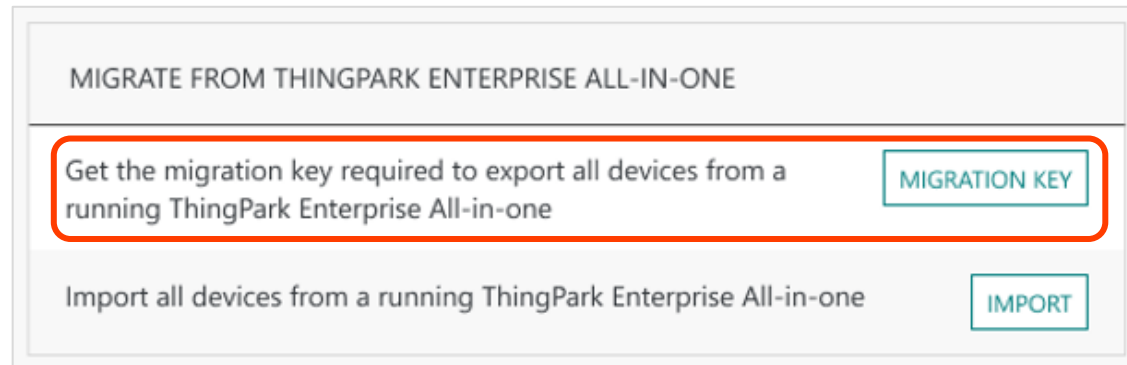 MIGRATE FROM THINGPARK ENTERPRISE ALL-IN-ONE
Get the migration key required to export all devices from a
running ThingPark Enterprise All-in-one
MIGRATION KEY
Import all devices from a running ThingPark Enterprise All-in-one
IMPORT